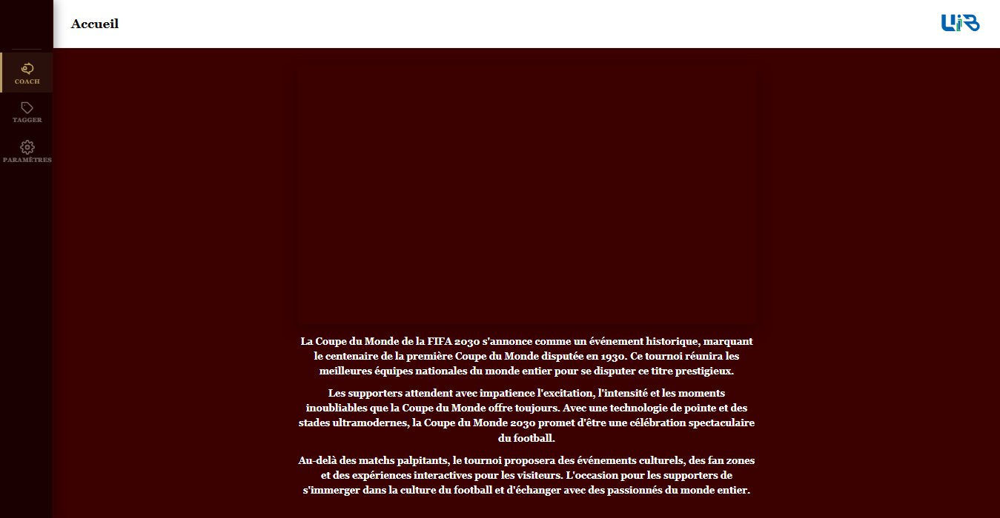 Accueil
UiB
COACH
TAGGER
PARAMÈTRES
La Coupe du Monde de la FIFA 2030 s'annonce comme un événement historique, marquant
le centenaire de la première Coupe du Monde disputée en 1930. Ce tournoi réunira les
meilleures équipes nationales du monde entier pour se disputer ce titre prestigieux.
Les supporters attendent avec impatience l'excitation, l'intensité et les moments
inoubliables que la Coupe du Monde offre toujours. Avec une technologie de pointe et des
stades ultramodernes, la Coupe du Monde 2030 promet d'être une célébration spectaculaire
du football.
Au-delà des matchs palpitants, le tournoi proposera des événements culturels, des fan zones
et des expériences interactives pour les visiteurs. L'occasion pour les supporters de
s'immerger dans la culture du football et d'échanger avec des passionnés du monde entier.